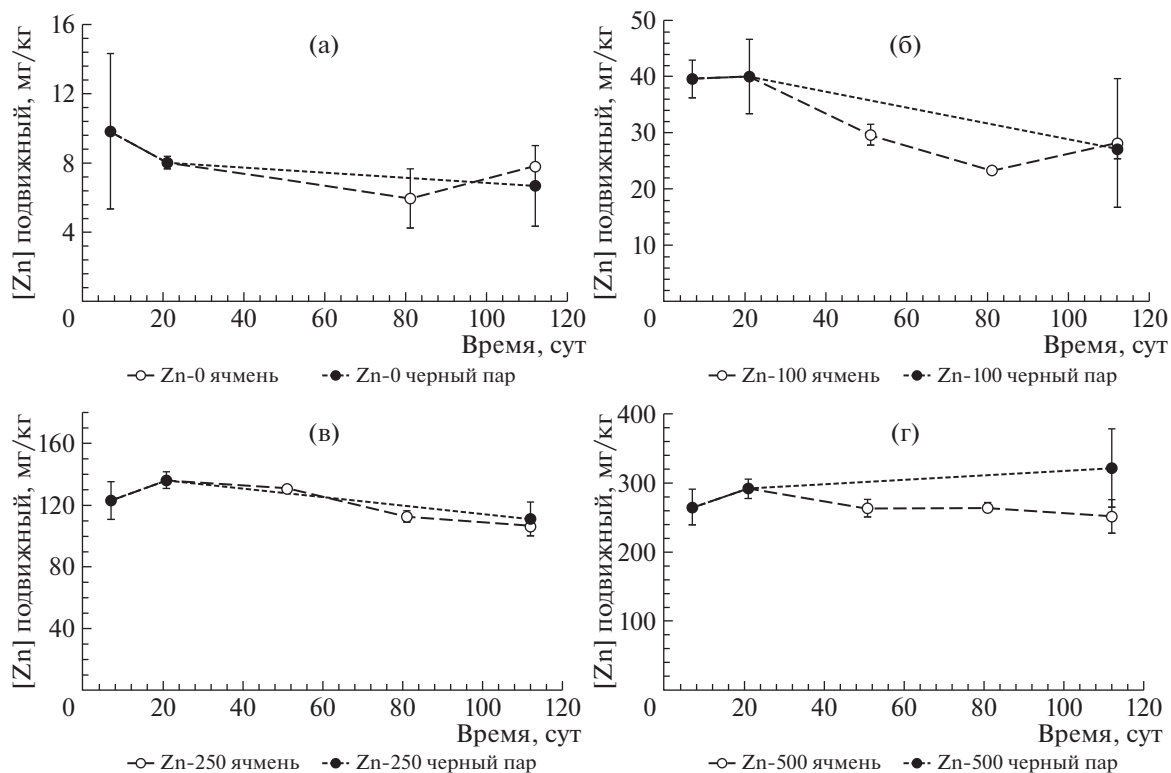 16
12
8
4
0
20
40
60
80
100
120
[Zn] подвижный, мг/кг
(а)
Время, сут
Zn-0 ячмень Zn-0 черный пар
50
40
30
20
10
0
20
40
60
80
100
120
[Zn] подвижный, мг/кг
(б)
Время, сут
Zn-100 ячмень Zn-100 черный пар
160
120
80
40
0
20
40
60
80
100
120
[Zn] подвижный, мг/кг
(в)
Время, сут
Zn-250 ячмень Zn-250 черный пар
400
300
200
100
0
20
40
60
80
100
120
[Zn] подвижный, мг/кг
(г)
Время, сут
Zn-500 ячмень Zn-500 черный пар